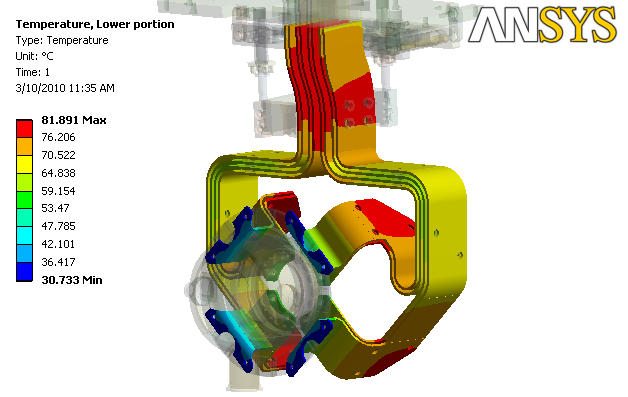 Temperature, Lower portion
Type: Temperature
Unit: °C
Time: 1
3/10/2010 11:35 AM
81.891 Max
76.206
70.522
64.838
59.154
53.47
47.785
42.101
36.417
30.733 Min
ANSYS